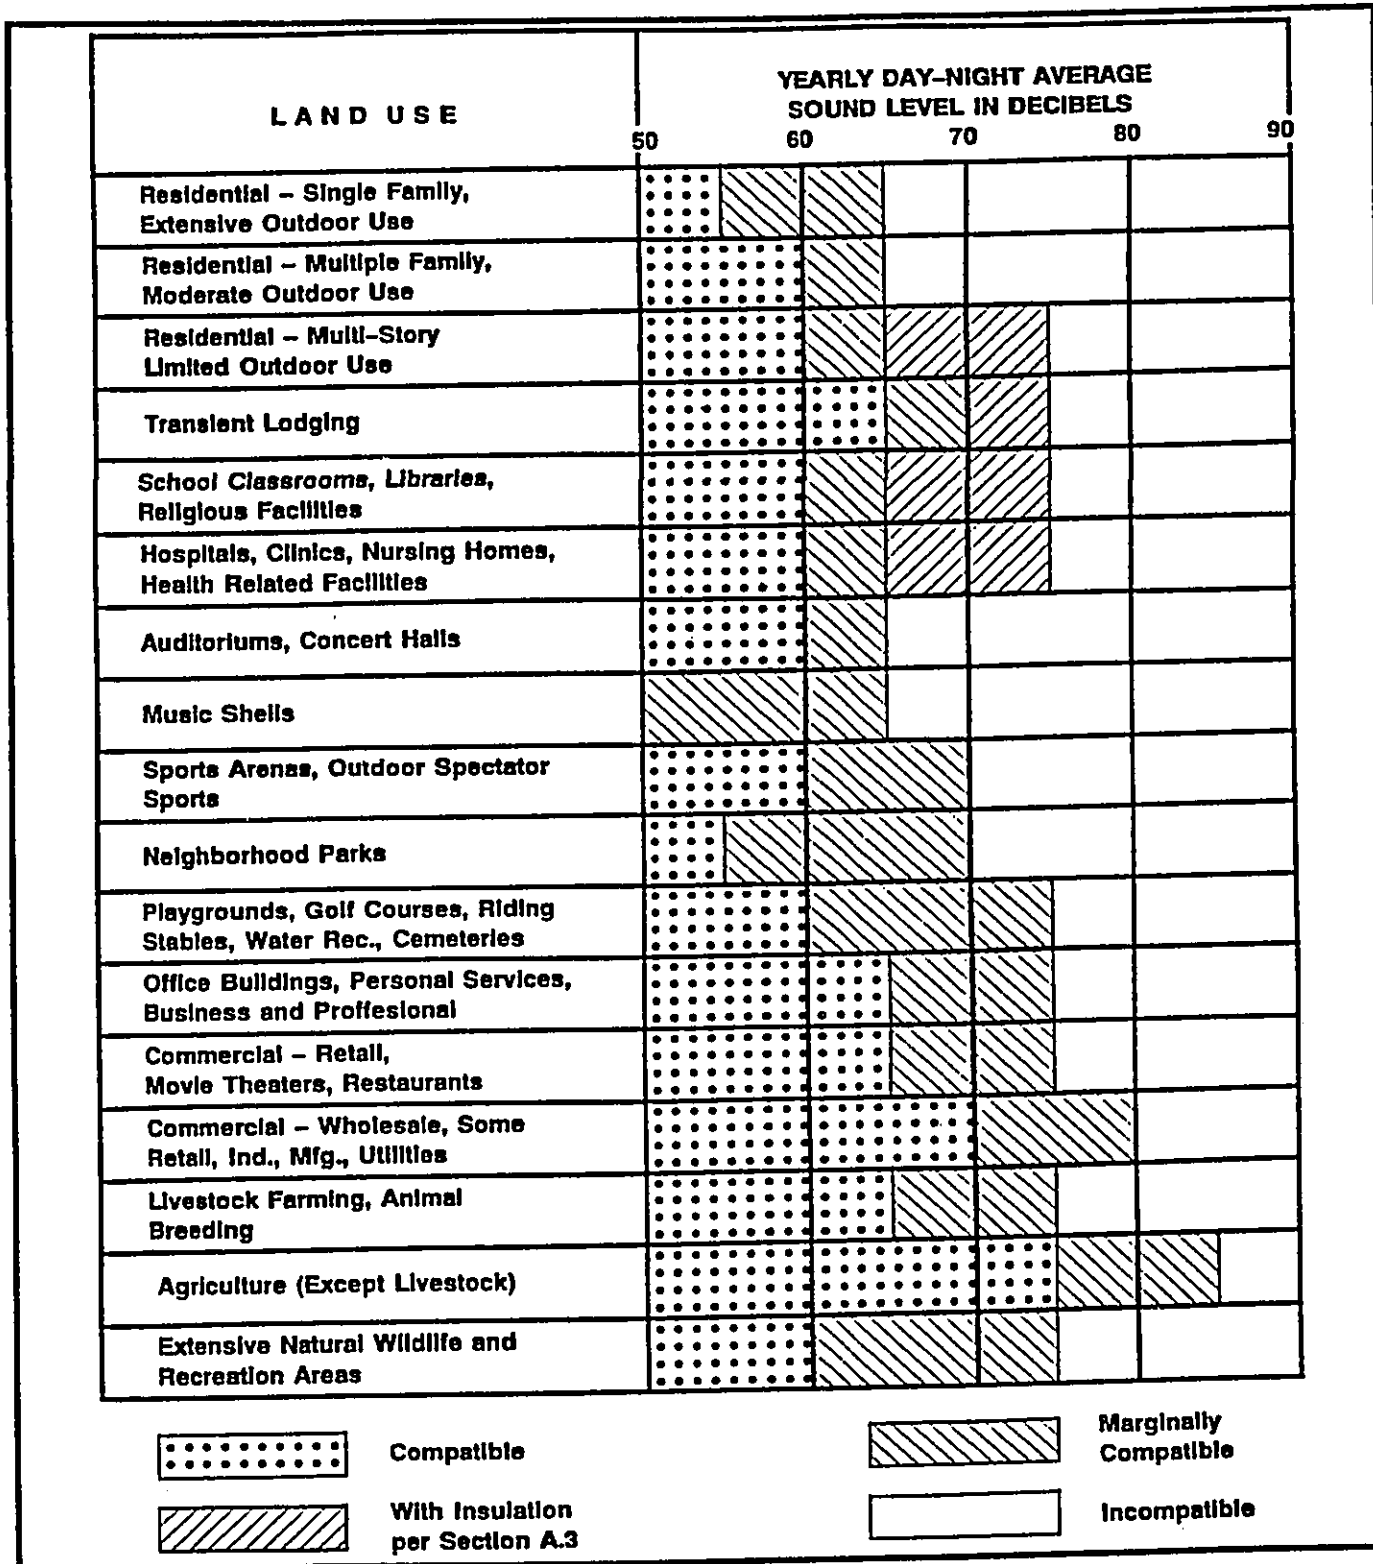 LAND USE
YEARLY DAY-NIGHT AVERAGE
SOUND LEVEL IN DECIBELS
50 60 70 80 90
Residential – Single Family,
Extensive Outdoor Use
Residential – Multiple Family,
Moderate Outdoor Use
Residential – Multi-Story
Limited Outdoor Use
Transient Lodging
School Classrooms, Libraries,
Religious Facilities
Hospitals, Clinics, Nursing Homes,
Health Related Facilities
Auditoriums, Concert Halls
Music Shells
Sports Arenas, Outdoor Spectator
Sports
Neighborhood Parks
Playgrounds, Golf Courses, Riding
Stables, Water Rec., Cemeteries
Office Buildings, Personal Services,
Business and Proffesional
Commercial – Retail,
Movie Theaters, Restaurants
Commercial – Wholesale, Some
Retail, Ind., Mfg., Utilities
Livestock Farming, Animal
Breeding
Agriculture (Except Livestock)
Extensive Natural Wildlife and
Recreation Areas
Compatible
Marginally
Compatible
With Insulation
per Section A.3
Incompatible